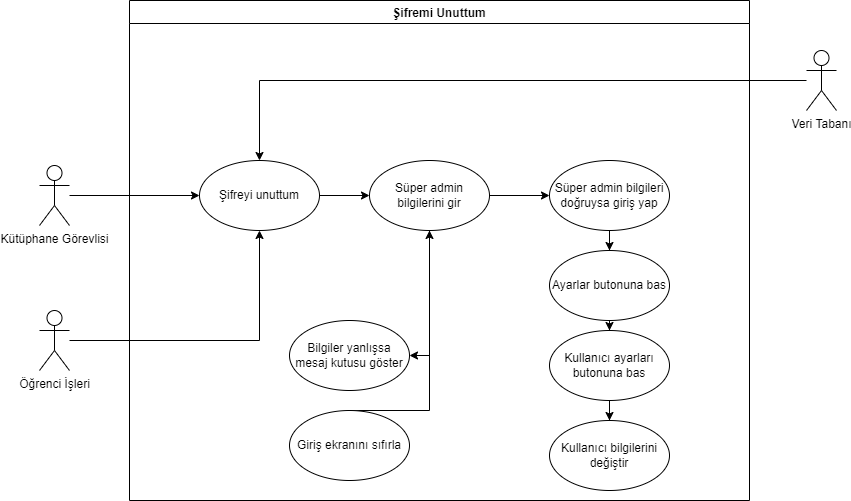 Şifremi Unuttum
Veri Tabanı
Kütüphane Görevlisi
Şifreyi unuttum
Süper admin
bilgilerini gir
Süper admin bilgileri
doğruysa giriş yap
Ayarlar butonuna bas
Öğrenci İşleri
Bilgiler yanlışsa
mesaj kutusu göster
Kullanıcı ayarları
butonuna bas
Giriş ekranını sıfırla
Kullanıcı bilgilerini
değiştir